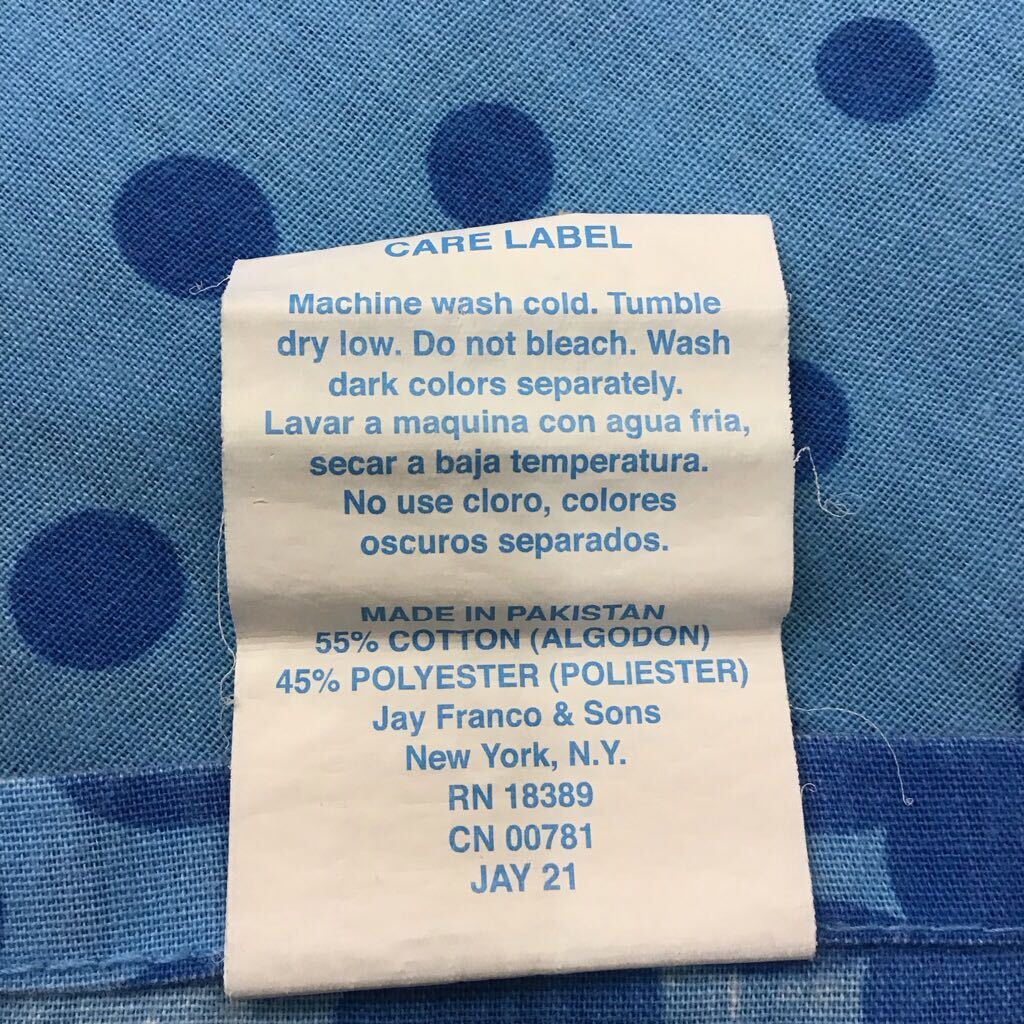 CARE LABEL
Machine wash cold. Tumble
dry low. Do not bleach. Wash
dark colors separately.
Lavar a maquina con agua fria,
secar a baja temperatura.
No use cloro, colores
oscuros separados.
MADE IN PAKISTAN
55% COTTON (ALGODON)
45% POLYESTER (POLIESTER)
Jay Franco & Sons
New York, N.Y.
RN 18389
CN 00781
JAY 21